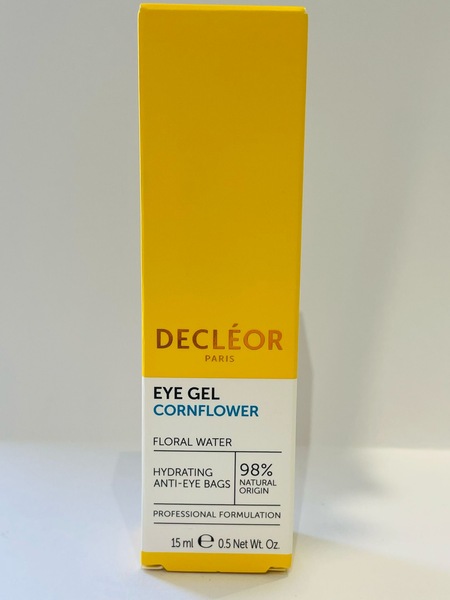 DECLÉOR
PARIS
EYE GEL
CORNFLOWER
FLORAL WATER
HYDRATING
ANTI-EYE BAGS
98%
NATURAL
ORIGIN
PROFESSIONAL FORMULATION
15 ml ℮ 0.5 Net Wt. Oz.